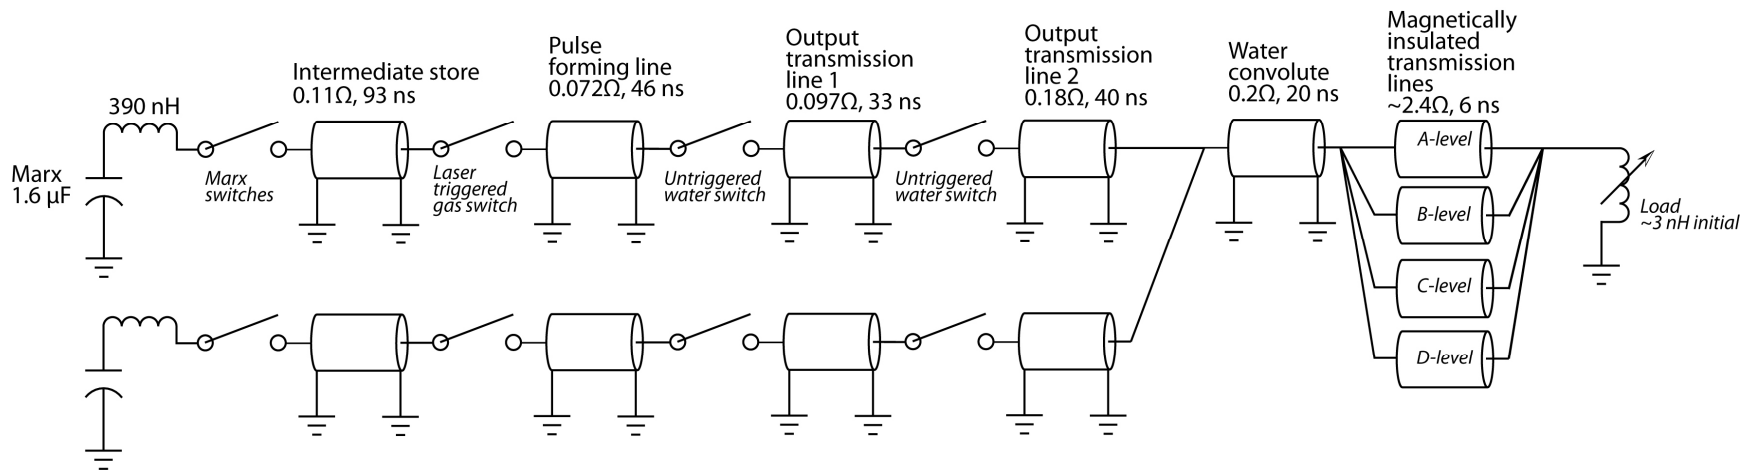 Marx
1.6 µF
390 nH
Marx
switches
Intermediate store
0.11Ω, 93 ns
Laser
triggered
gas switch
Pulse
forming line
0.072Ω, 46 ns
Untriggered
water switch
Output
transmission
line 1
0.097Ω, 33 ns
Untriggered
water switch
Output
transmission
line 2
0.18Ω, 40 ns
Water
convolute
0.2Ω, 20 ns
Magnetically
insulated
transmission
lines
~2.4Ω, 6 ns
A-level
B-level
C-level
D-level
Load
~3 nH initial